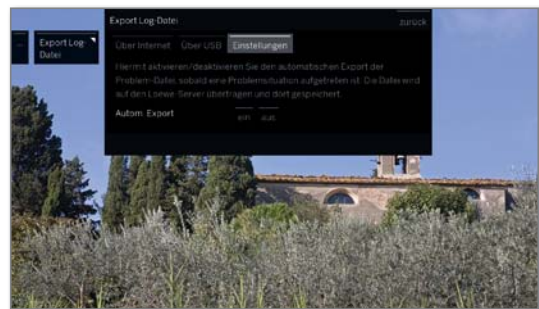 Export Log-Datei
zurück
...
Export Log-
Datei
Über Internet
Über USB
Einstellungen
Hiermit aktivieren/deaktivieren Sie den automatischen Export der
Problem-Datei, sobald eine Problemsituation aufgetreten ist. Die Datei wird
auf den Loewe-Server übertragen und dort gespeichert.
Autom. Export
ein
aus